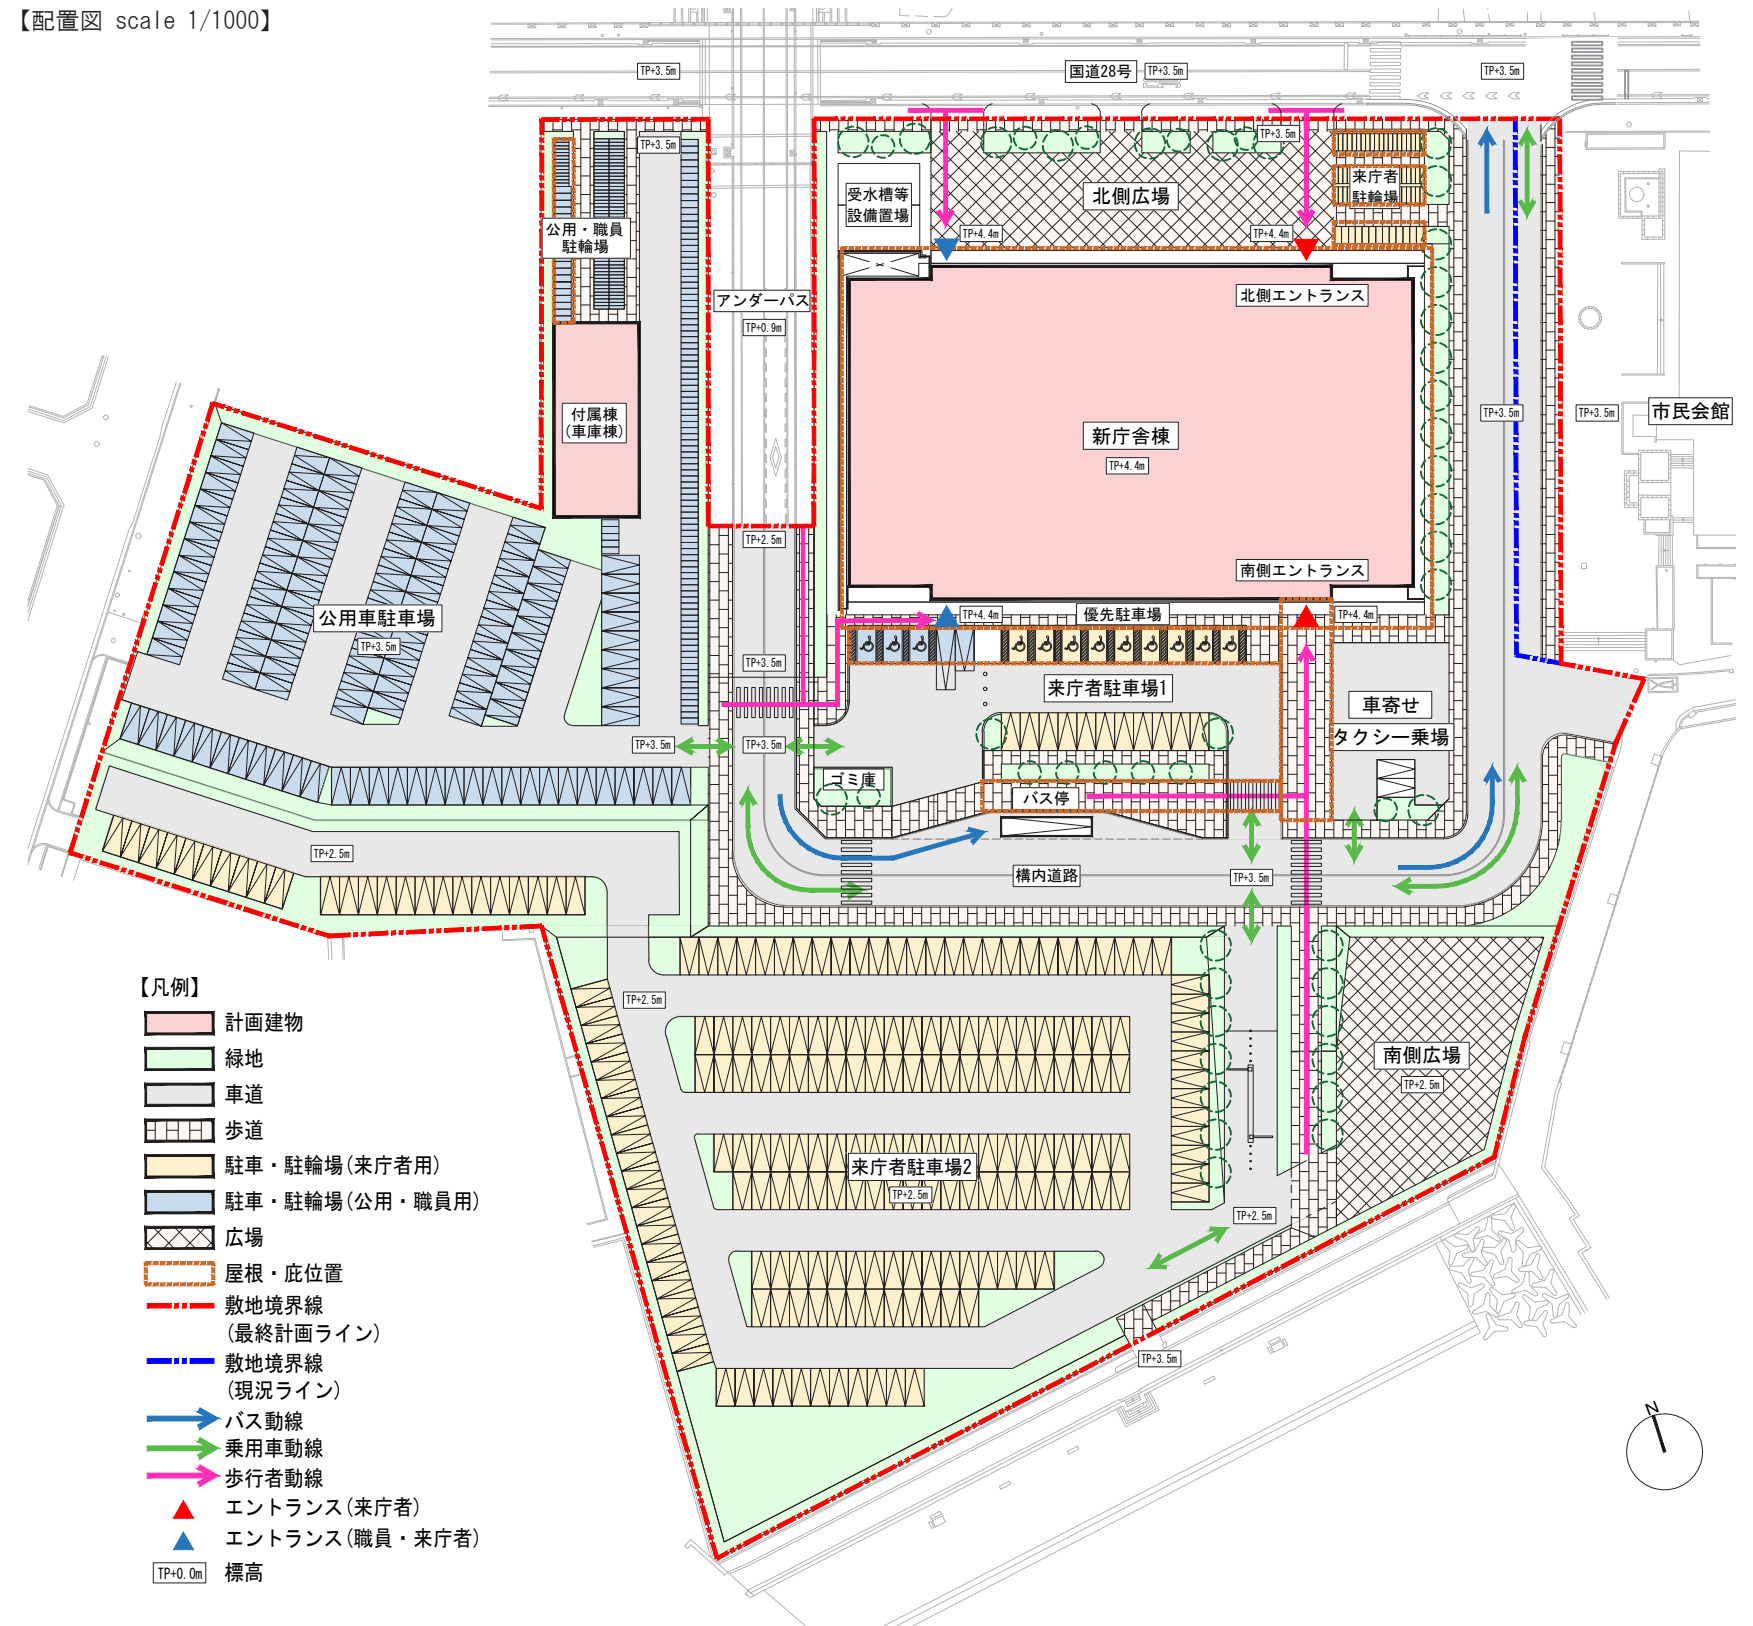 【配置図 scale 1/1000】
TP+3.5m
国道28号
TP+3.5m
TP+3.5m
TP+3.5m
TP+3.5m
来庁者
駐輪場
受水槽等
設備置場
北側広場
公用・職員
駐輪場
TP+4.4m
TP+4.4m
アンダーパス
TP+0.9m
北側エントランス
付属棟
(車庫棟)
新庁舎棟
TP+4.4m
TP+3.5m
TP+3.5m
市民会館
TP+2.5m
南側エントランス
公用車駐車場
TP+3.5m
TP+4.4m
優先駐車場
TP+4.4m
TP+3.5m
来庁者駐車場1
車寄せ
タクシー乗場
TP+3.5m
TP+3.5m
ゴミ庫
バス停
TP+2.5m
構内道路
TP+3.5m
TP+2.5m
南側広場
TP+2.5m
来庁者駐車場2
TP+2.5m
TP+2.5m
TP+3.5m
N
【凡例】
計画建物
緑地
車道
歩道
駐車・駐輪場(来庁者用)
駐車・駐輪場(公用・職員用)
広場
屋根・庇位置
敷地境界線
(最終計画ライン)
敷地境界線
(現況ライン)
バス動線
乗用車動線
歩行者動線
エントランス(来庁者)
エントランス(職員・来庁者)
TP+0.0m 標高